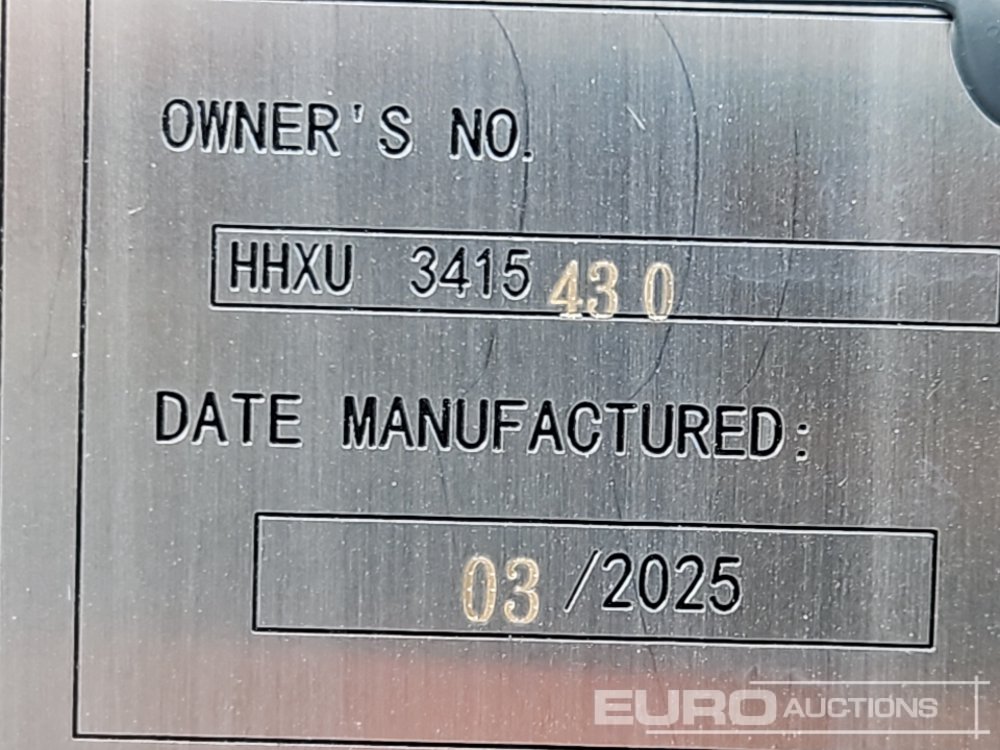 OWNER'S NO.
HHXU 3415 43 0
DATE MANUFACTURED:
03 /2025
EURO AUCTIONS